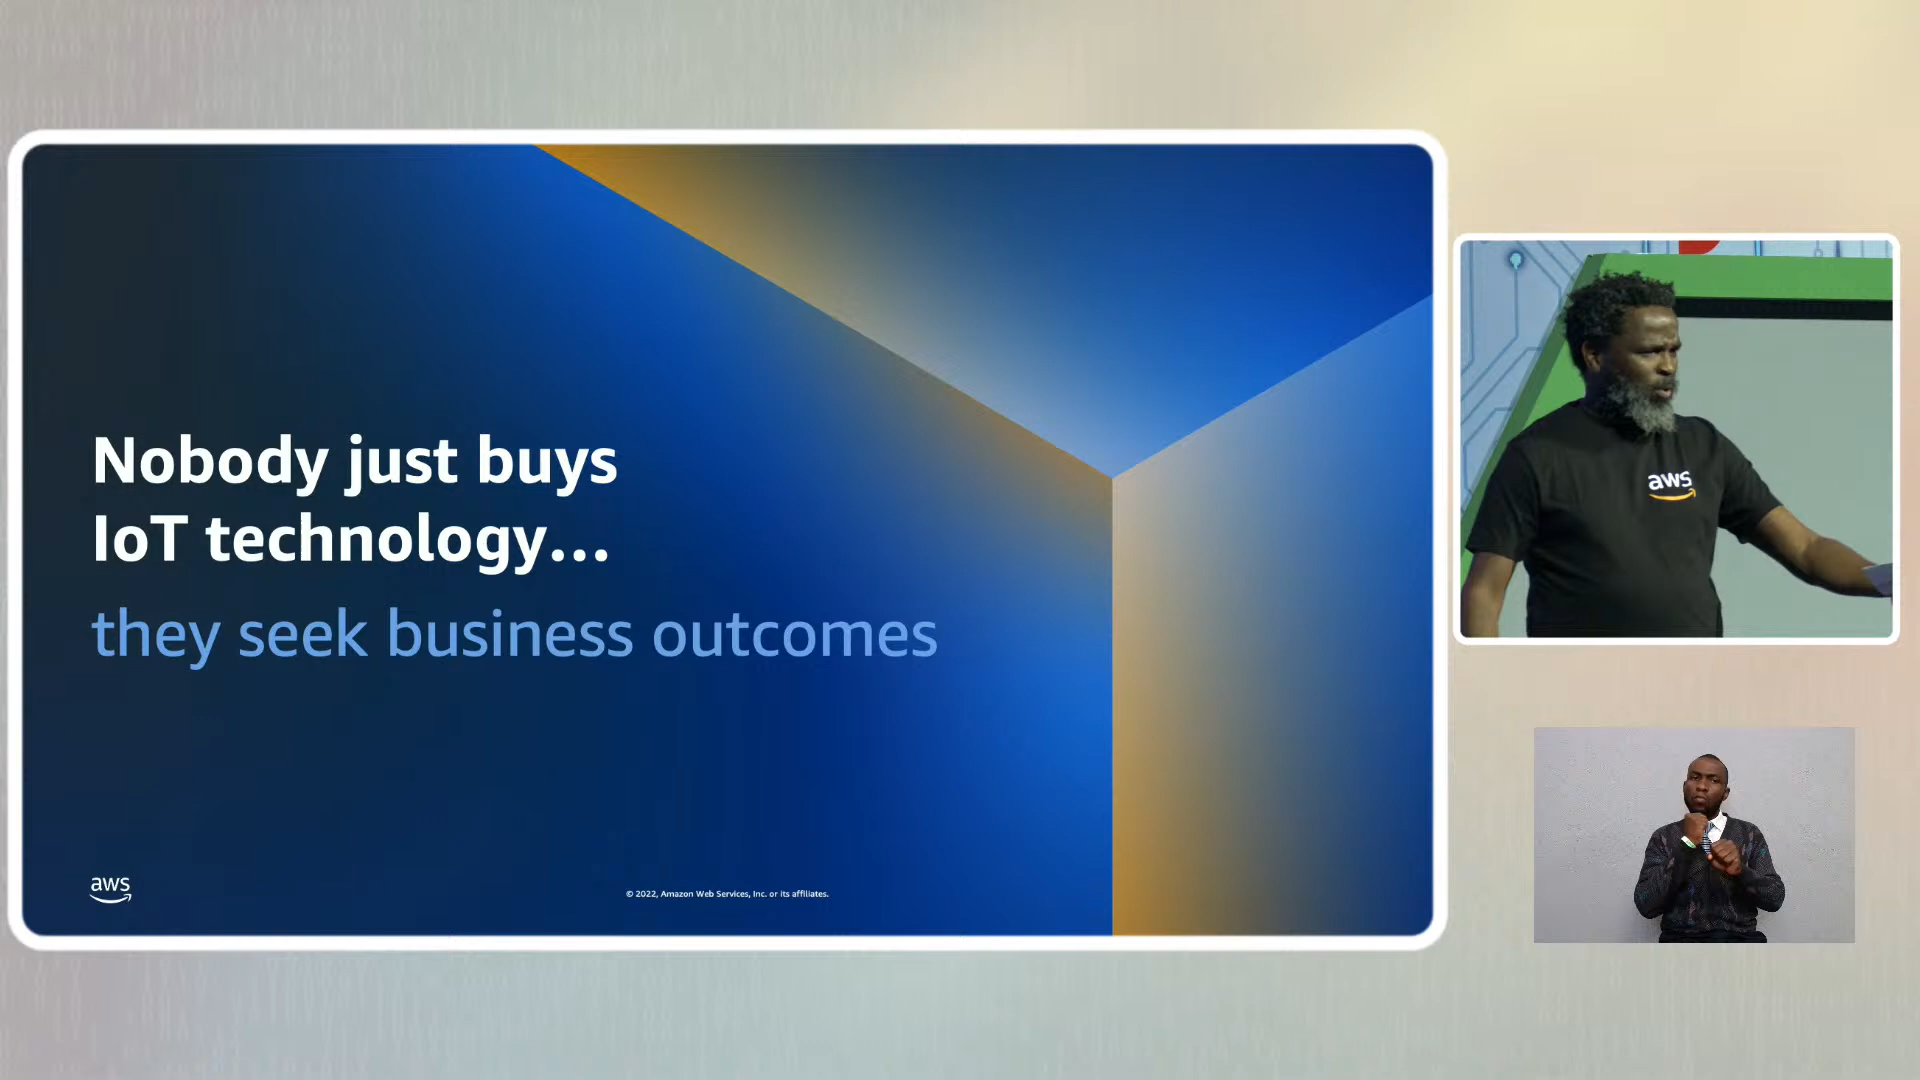 Nobody just buys
IoT technology...
they seek business outcomes
aws
© 2022, Amazon Web Services, Inc. or its affiliates.
aws